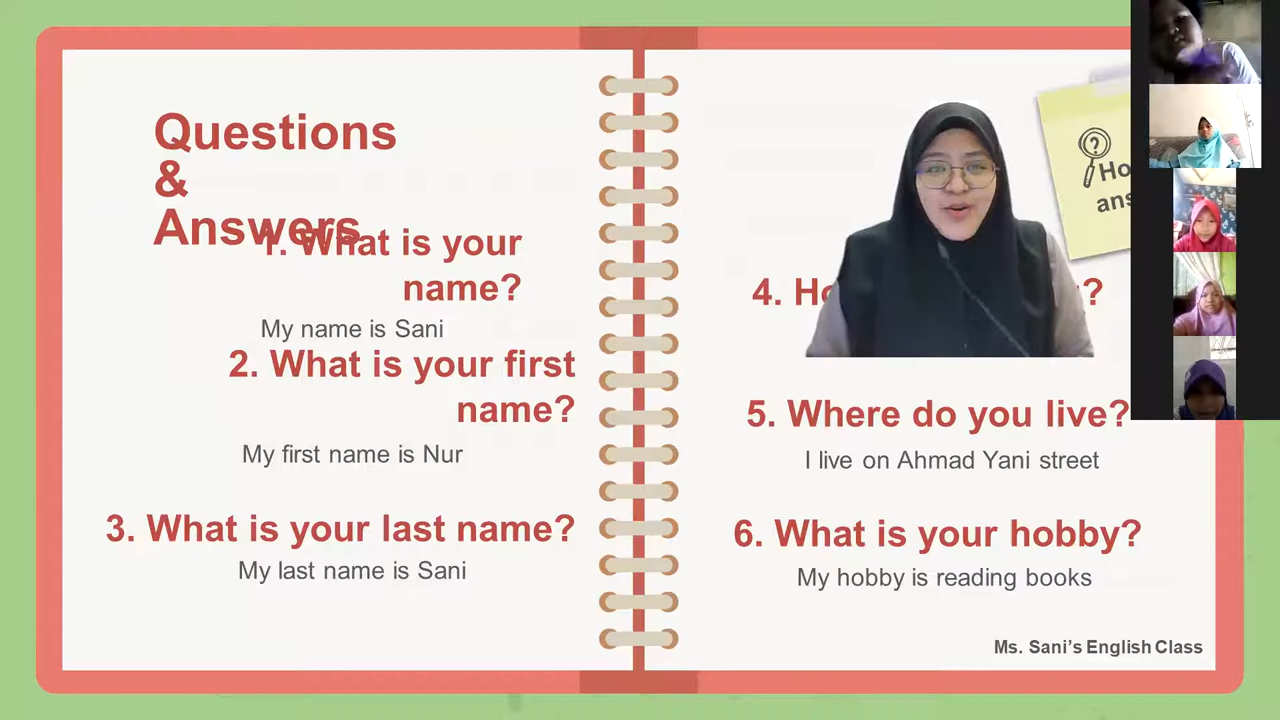 Questions
&
Answers
1. What is your
name?
My name is Sani
2. What is your first
name?
My first name is Nur
3. What is your last name?
My last name is Sani
4.
5. Where do you live?
I live on Ahmad Yani street
6. What is your hobby?
My hobby is reading books
Ms. Sani's English Class